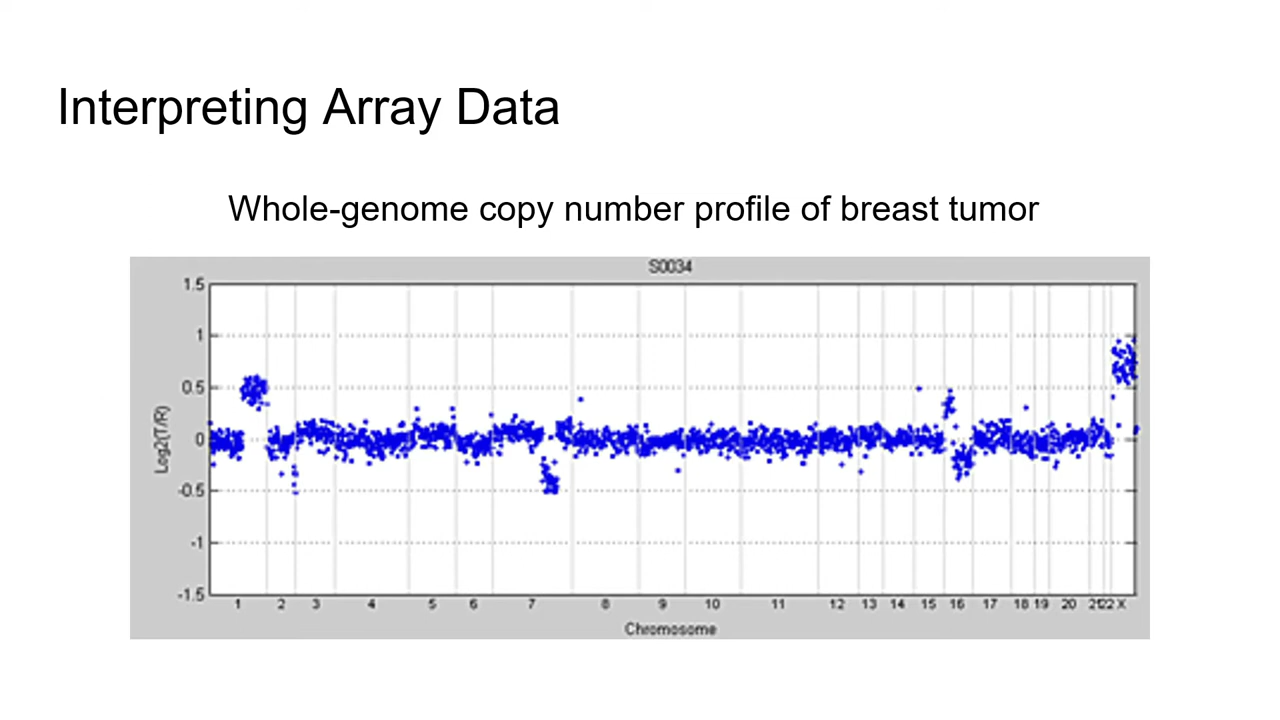 Interpreting Array Data
Whole-genome copy number profile of breast tumor
S0034
1.5
1
0.5
0
-0.5
-1
-1.5
Log2(T/R)
1 2 3 4 5 6 7 8 9 10 11 12 13 14 15 16 17 18 19 20 2122 X
Chromosome